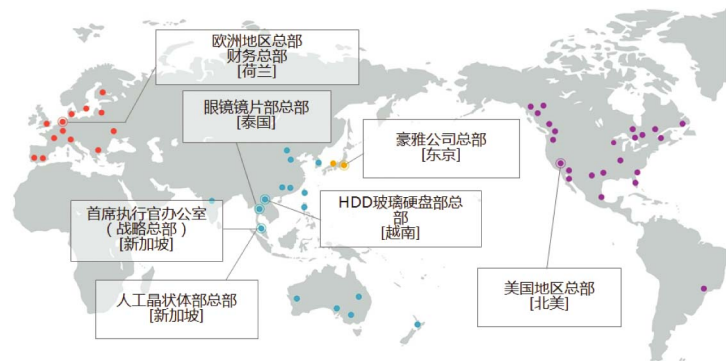 欧洲地区总部
财务总部
[荷兰]
眼镜镜片部总部
[泰国]
豪雅公司总部
[东京]
首席执行官办公室
（战略总部）
[新加坡]
HDD玻璃硬盘部总
部
[越南]
人工晶状体部总部
[新加坡]
美国地区总部
[北美]